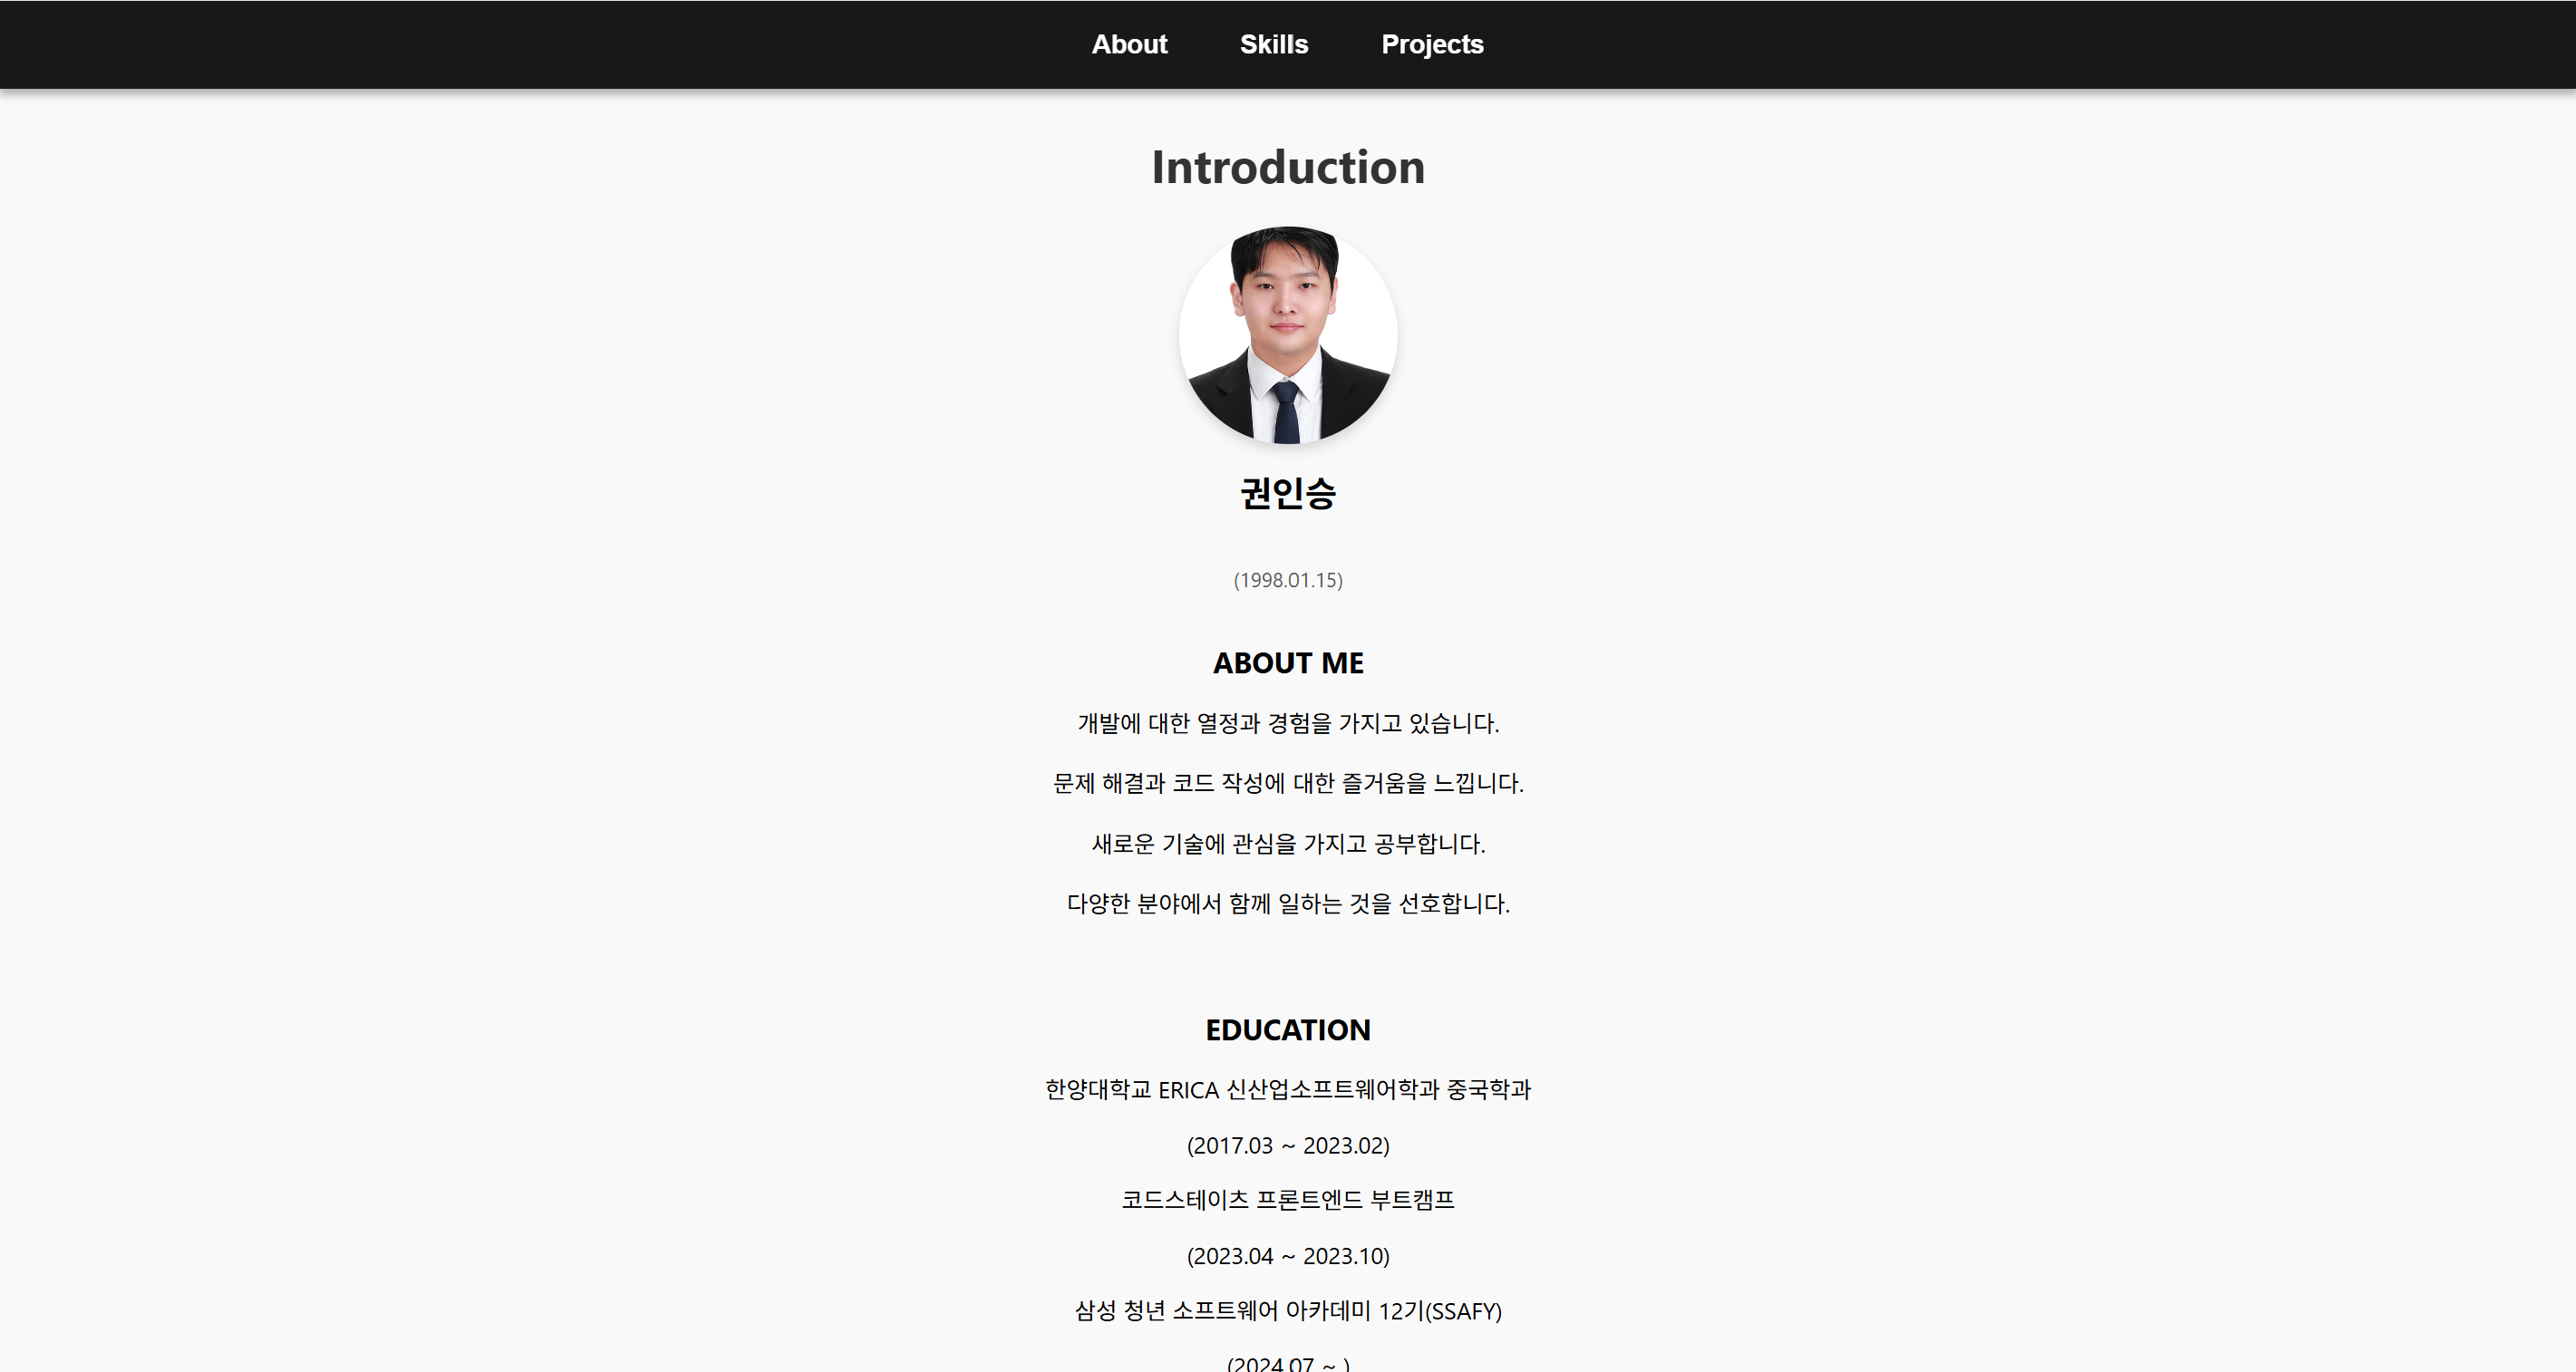 About Skills Projects
Introduction
권인승
(1998.01.15)
ABOUT ME
개발에 대한 열정과 경험을 가지고 있습니다.
문제 해결과 코드 작성에 대한 즐거움을 느낍니다.
새로운 기술에 관심을 가지고 공부합니다.
다양한 분야에서 함께 일하는 것을 선호합니다.
EDUCATION
한양대학교 ERICA 신산업소프트웨어학과 중국학과
(2017.03 ~ 2023.02)
코드스테이츠 프론트엔드 부트캠프
(2023.04 ~ 2023.10)
삼성 청년 소프트웨어 아카데미 12기(SSAFY)
(2024.07 ~ )